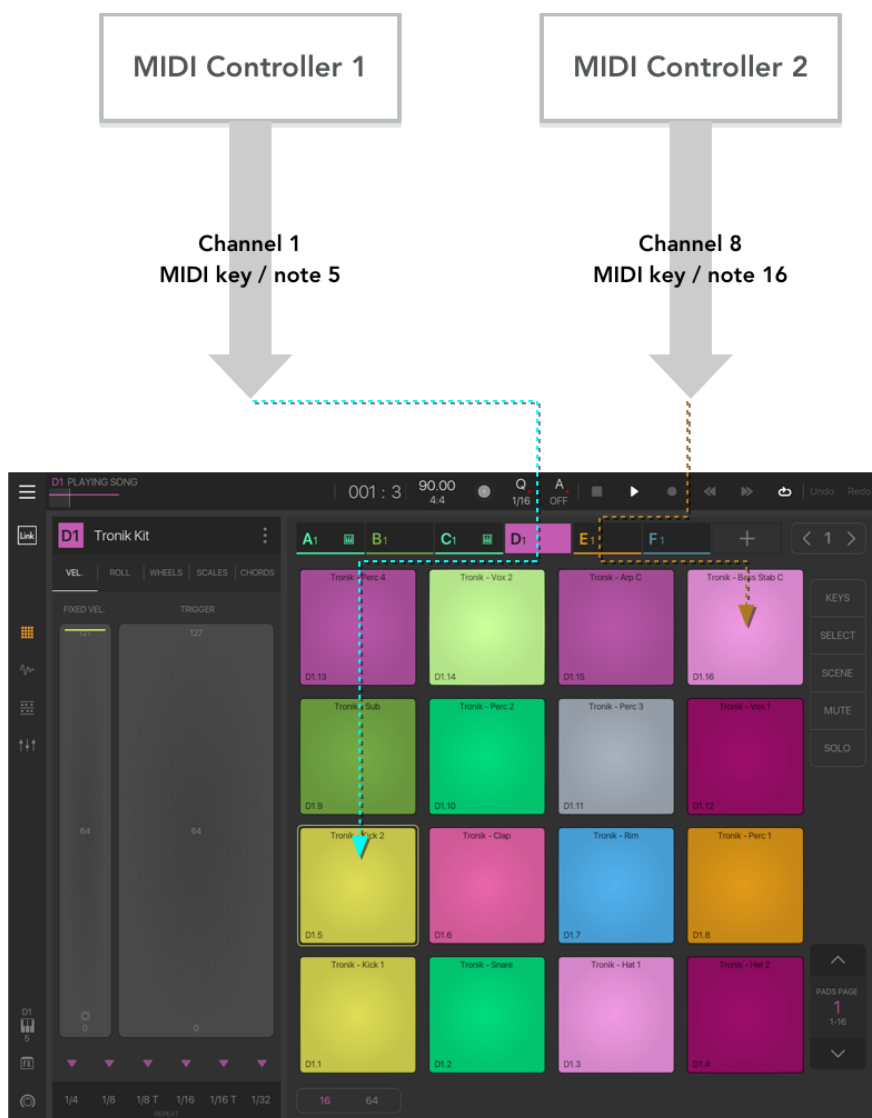 MIDI Controller 1
MIDI Controller 2
Channel 1
MIDI key / note 5
Channel 8
MIDI key / note 16
D1 PLAYING SONG
001 : 3
90.00
4:4
Q
1/16
A
OFF
Undo
Redo
Link
D1 Tronik Kit
A1
B1
C1
D1
E1
F1
+
< 1 >
VEL.
ROLL
WHEELS
SCALES
CHORDS
FIXED VEL.
TRIGGER
127
127
64
64
0
0
Tronik - Perc 4
D1.13
Tronik - Vox 2
D1.14
Tronik - Arp C
D1.15
Tronik - Bass Stab C
D1.16
Tronik - Sub
D1.9
Tronik - Perc 2
D1.10
Tronik - Perc 3
D1.11
Tronik - Vox 1
D1.12
Tronik - Kick 2
D1.5
Tronik - Clap
D1.6
Tronik - Rim
D1.7
Tronik - Perc 1
D1.8
Tronik - Kick 1
D1.1
Tronik - Snare
D1.2
Tronik - Hat 1
D1.3
Tronik - Hat 2
D1.4
KEYS
SELECT
SCENE
MUTE
SOLO
PADS PAGE
1
1-16
D1
5
FX
1/4
1/8
1/8 T
1/16
1/16 T
1/32
REPEAT
16
64